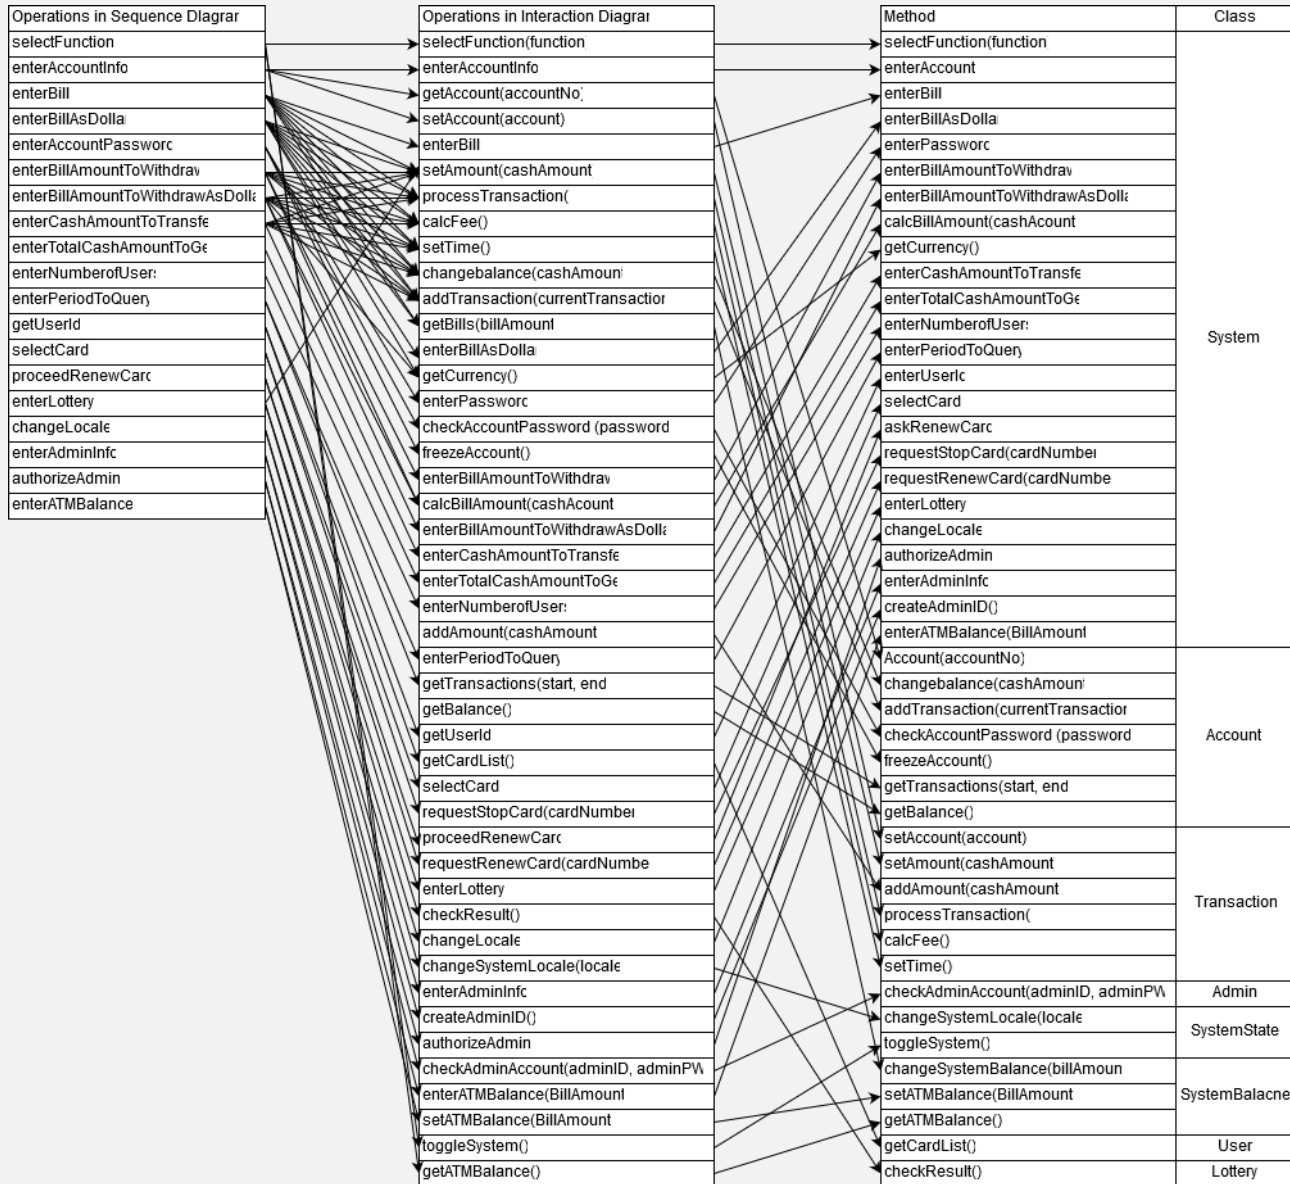 Operations in Sequence Diagrar
selectFunction
enterAccountInfo
enterBill
enterBillAsDolla
enterAccountPassworc
enterBillAmountToWithdrav
enterBillAmountToWithdrawAsDolla
enterCashAmountToTransfe
enterTotalCashAmountToGe
enterNumberofUsers
enterPeriodToQuery
getUserId
selectCard
proceedRenewCarc
enterLottery
changeLocale
enterAdminInfc
authorizeAdmin
enterATMBalance
Operations in Interaction Diagrar
selectFunction(function
enterAccountInfo
getAccount(accountNo)
setAccount(account)
enterBill
setAmount(cashAmount
processTransaction(
calcFee()
setTime()
changebalance(cashAmount
addTransaction(currentTransactior
getBills(billAmount
enterBillAsDolla
getCurrency()
enterPassworc
checkAccountPassword (password
freezeAccount()
enterBillAmountToWithdrav
calcBillAmount(cashAcount
enterBillAmountToWithdrawAsDolla
enterCashAmountToTransfe
enterTotalCashAmountToGe
enterNumberofUsers
addAmount(cashAmount
enterPeriodToQuery
getTransactions(start, end
getBalance()
getUserId
getCardList()
selectCard
requestStopCard(cardNumber
proceedRenewCarc
requestRenewCard(cardNumbe
enterLottery
checkResult()
changeLocale
changeSystemLocale(locale
enterAdminInfc
createAdminID()
authorizeAdmin
checkAdminAccount(adminID, adminPW
enterATMBalance(BillAmount
setATMBalance(BillAmount
toggleSystem()
getATMBalance()
Method
selectFunction(function
enterAccount
enterBill
enterBillAsDolla
enterPassworc
enterBillAmountToWithdrav
enterBillAmountToWithdrawAsDolla
calcBillAmount(cashAcount
getCurrency()
enterCashAmountToTransfe
enterTotalCashAmountToGe
enterNumberofUsers
enterPeriodToQuery
enterUserIc
selectCard
askRenewCarc
requestStopCard(cardNumber
requestRenewCard(cardNumbe
enterLottery
changeLocale
authorizeAdmin
enterAdminInfc
createAdminID()
enterATMBalance(BillAmount
Account(accountNo)
changebalance(cashAmount
addTransaction(currentTransactior
checkAccountPassword (password
freezeAccount()
getTransactions(start, end
getBalance()
setAccount(account)
setAmount(cashAmount
addAmount(cashAmount
processTransaction(
calcFee()
setTime()
checkAdminAccount(adminID, adminPW
changeSystemLocale(locale
toggleSystem()
changeSystemBalance(billAmoun
setATMBalance(BillAmount
getATMBalance()
getCardList()
checkResult()
Class
System
Account
Transaction
Admin
SystemState
SystemBalacne
User
Lottery